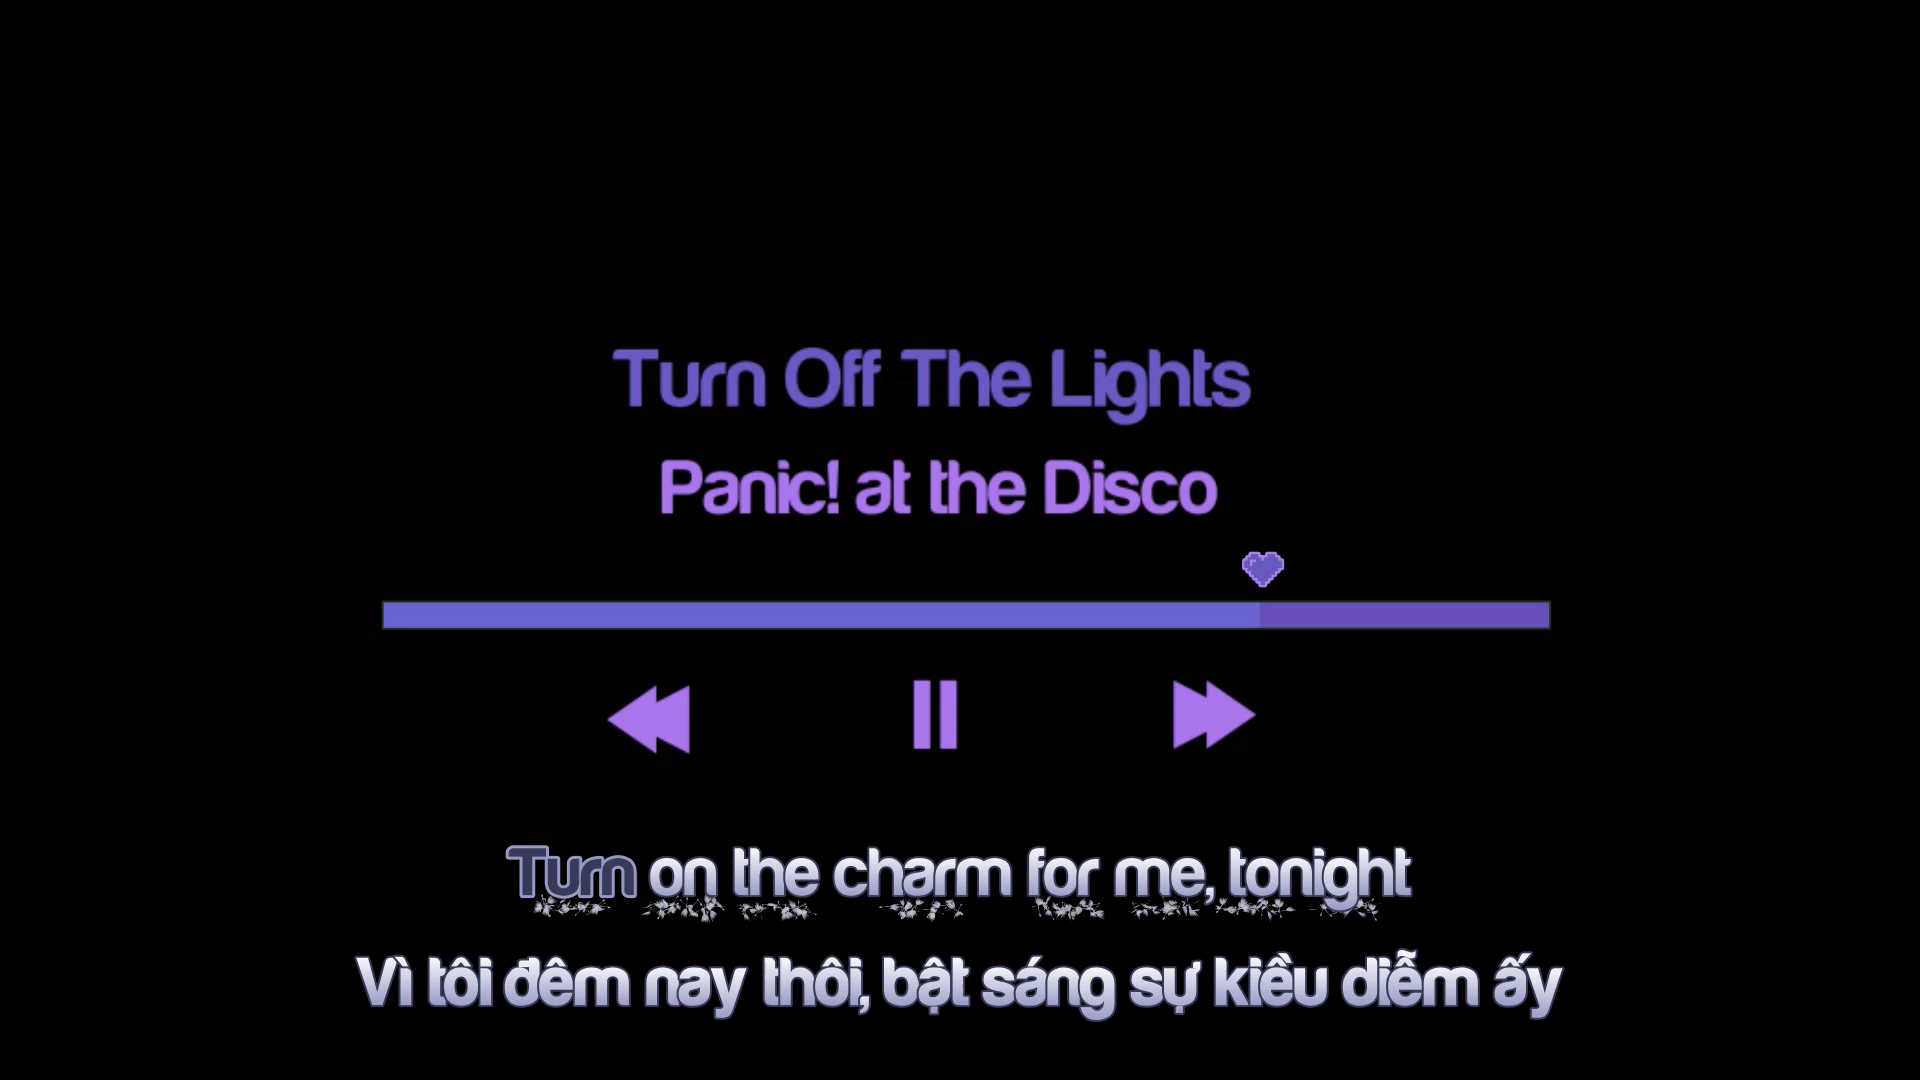 Turn Off The Lights
Panic! at the Disco
Turn on the charm for me, tonight
Vì tôi đêm nay thôi, bật sáng sự kiều diễm ấy